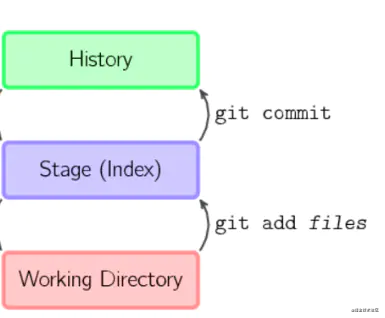 History
git commit
Stage (Index)
git add files
Working Directory